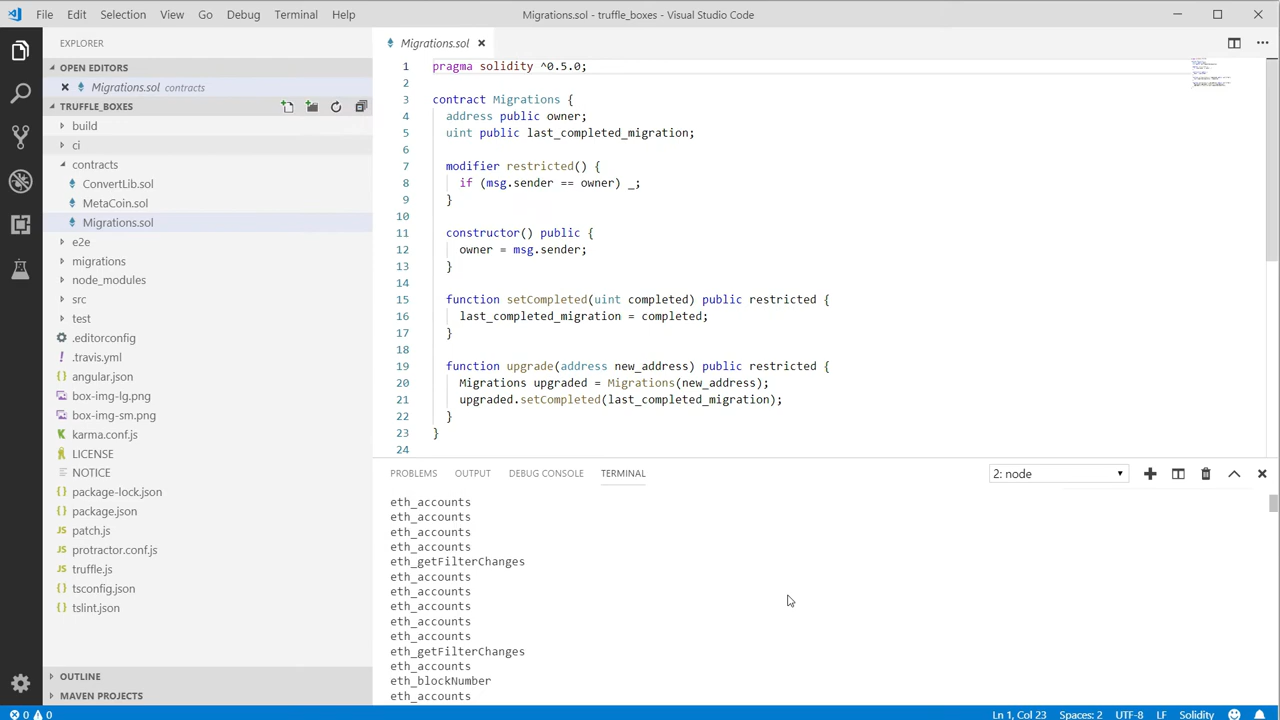 File Edit Selection View Go Debug Terminal Help
Migrations.sol - truffle_boxes - Visual Studio Code
EXPLORER
OPEN EDITORS
Migrations.sol contracts
TRUFFLE_BOXES
build
ci
contracts
ConvertLib.sol
MetaCoin.sol
Migrations.sol
e2e
migrations
node_modules
src
test
.editorconfig
.travis.yml
angular.json
box-img-lg.png
box-img-sm.png
karma.conf.js
LICENSE
NOTICE
package-lock.json
package.json
patch.js
protractor.conf.js
truffle.js
tsconfig.json
tslint.json
OUTLINE
MAVEN PROJECTS
Migrations.sol
1 pragma solidity ^0.5.0;
2
3 contract Migrations {
4 address public owner;
5 uint public last_completed_migration;
6
7 modifier restricted() {
8 if (msg.sender == owner) _;
9 }
10
11 constructor() public {
12 owner = msg.sender;
13 }
14
15 function setCompleted(uint completed) public restricted {
16 last_completed_migration = completed;
17 }
18
19 function upgrade(address new_address) public restricted {
20 Migrations upgraded = Migrations(new_address);
21 upgraded.setCompleted(last_completed_migration);
22 }
23 }
24
PROBLEMS OUTPUT DEBUG CONSOLE TERMINAL 2: node
eth_accounts
eth_accounts
eth_accounts
eth_accounts
eth_getFilterChanges
eth_accounts
eth_accounts
eth_accounts
eth_accounts
eth_accounts
eth_getFilterChanges
eth_accounts
eth_blockNumber
eth_accounts
0 0 Ln 1, Col 23 Spaces: 2 UTF-8 LF Solidity